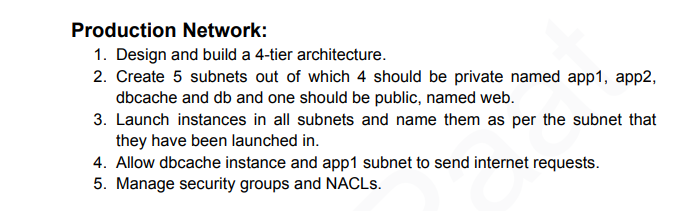 Production Network:
1. Design and build a 4-tier architecture.
2. Create 5 subnets out of which 4 should be private named app1, app2,
dbcache and db and one should be public, named web.
3. Launch instances in all subnets and name them as per the subnet that
they have been launched in.
4. Allow dbcache instance and app1 subnet to send internet requests.
5. Manage security groups and NACLs.